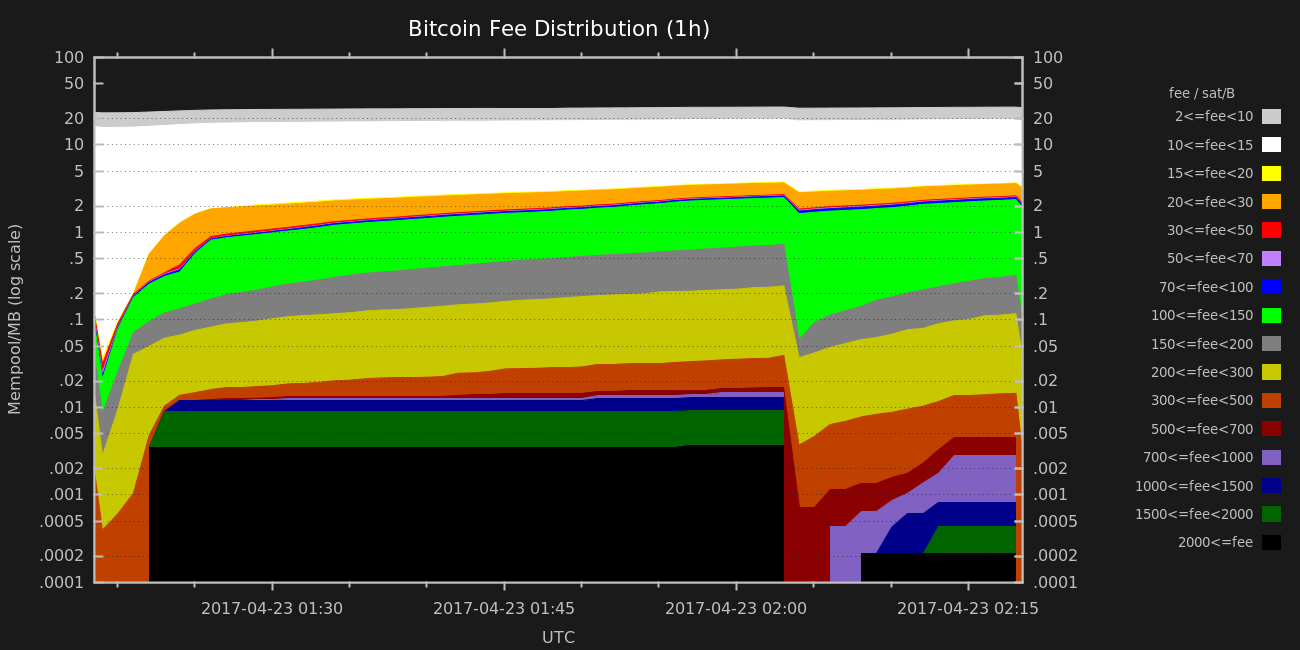 Bitcoin Fee Distribution (1h)
100
50
20
10
5
2
1
.5
.2
.1
.05
.02
.01
.005
.002
.001
.0005
.0002
.0001
Mempool/MB (log scale)
100
50
20
10
5
2
1
.5
.2
.1
.05
.02
.01
.005
.002
.001
.0005
.0002
.0001
2017-04-23 01:30
2017-04-23 01:45
2017-04-23 02:00
2017-04-23 02:15
UTC
fee / sat/B
2<=fee<10
10<=fee<15
15<=fee<20
20<=fee<30
30<=fee<50
50<=fee<70
70<=fee<100
100<=fee<150
150<=fee<200
200<=fee<300
300<=fee<500
500<=fee<700
700<=fee<1000
1000<=fee<1500
1500<=fee<2000
2000<=fee